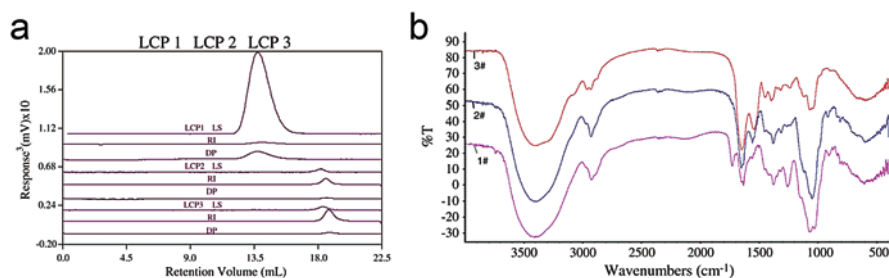 a
LCP 1 LCP 2 LCP 3
2.00
1.56
1.12
0.68
0.24
-0.20
Response³(mV)x10
LCP1 LS
RI
DP
LCP2 LS
RI
DP
LCP3 LS
RI
DP
0.0 4.5 9.0 13.5 18.0 22.5
Retention Volume (mL)
b
90
80
70
60
50
40
30
20
10
0
-10
-20
-30
%T
3#
2#
1#
3500 3000 2500 2000 1500 1000 400
Wavenumbers (cm⁻¹)